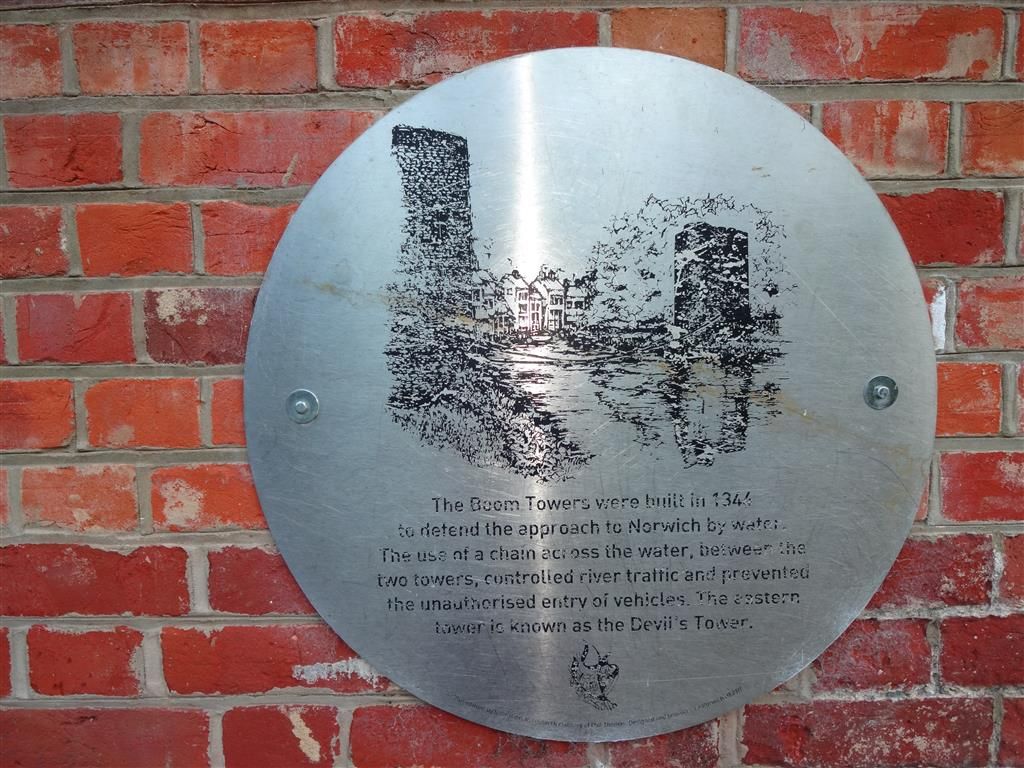 The Boom Towers were built in 1344
to defend the approach to Norwich by water.
The use of a chain across the water, between the
two towers, controlled river traffic and prevented
the unauthorised entry of vehicles. The eastern
tower is known as the Devil's Tower.